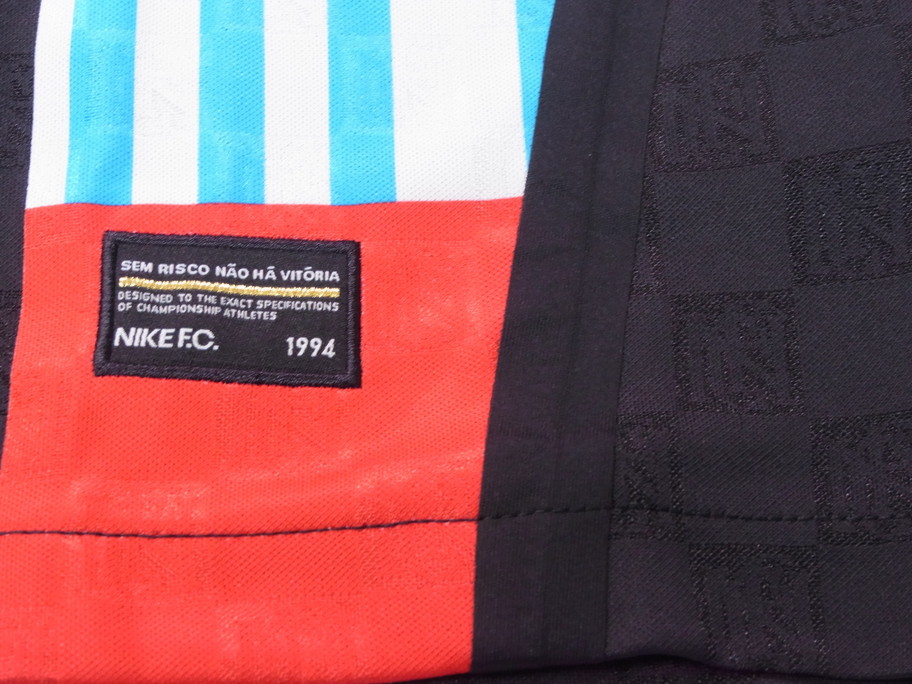 SEM RISCO NÃO HÁ VITÓRIA
DESIGNED TO THE EXACT SPECIFICATIONS
OF CHAMPIONSHIP ATHLETES
NIKE F.C. 1994